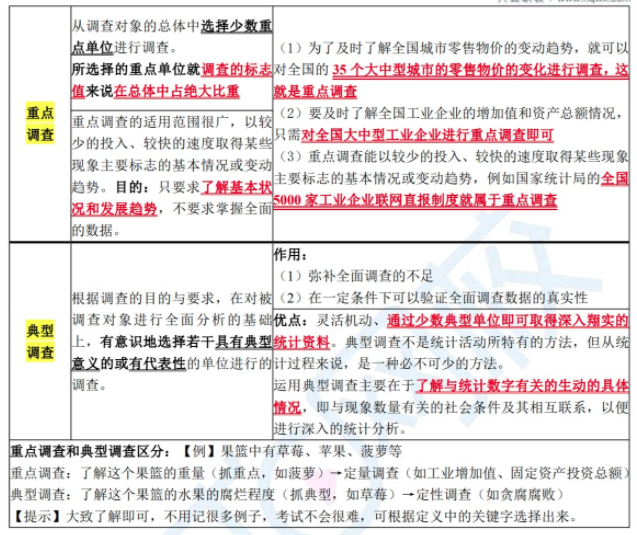 重点
调查
从调查对象的总体中选择少数重
点单位进行调查。
所选择的重点单位就调查的标志
值来说在总体中占绝大比重
重点调查的适用范围很广，以较
少的投入、较快的速度取得某些
现象主要标志的基本情况或变动
趋势。目的：只要求了解基本状
况和发展趋势，不要求掌握全面
的数据。
（1）为了及时了解全国城市零售物价的变动趋势，就可以
对全国的 35 个大中型城市的零售物价的变化进行调查，这
就是重点调查
（2）要及时了解全国工业企业的增加值和资产总额情况，
只需对全国大中型工业企业进行重点调查即可
（3）重点调查能以较少的投入、较快的速度取得某些现象
主要标志的基本情况或变动趋势，例如国家统计局的全国
5000 家工业企业联网直报制度就属于重点调查
典型
调查
根据调查的目的与要求，在对被
调查对象进行全面分析的基础
上，有意识地选择若干具有典型
意义的或有代表性的单位进行的
调查。
作用：
（1）弥补全面调查的不足
（2）在一定条件下可以验证全面调查数据的真实性
优点：灵活机动、通过少数典型单位即可取得深入翔实的
统计资料。典型调查不是统计活动所特有的方法，但从统
计过程来说，是一种必不可少的方法。
运用典型调查主要在于了解与统计数字有关的生动的具体
情况，即与现象数量有关的社会条件及其相互联系，以便
进行深入的统计分析。
重点调查和典型调查区分：【例】果篮中有草莓、苹果、菠萝等
重点调查：了解这个果篮的重量（抓重点，如菠萝）→定量调查（如工业增加值、固定资产投资总额）
典型调查：了解这个果篮的水果的腐烂程度（抓典型，如草莓）→定性调查（如贪腐腐败）
【提示】大致了解即可，不用记很多例子，考试不会很难，可根据定义中的关键字选择出来。